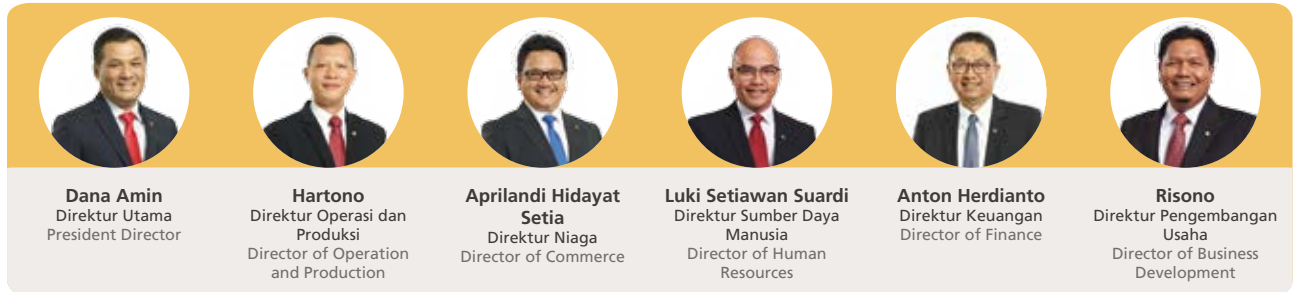 Dana Amin
Direktur Utama
President Director
Hartono
Direktur Operasi dan
Produksi
Director of Operation
and Production
Aprilandi Hidayat
Setia
Direktur Niaga
Director of Commerce
Luki Setiawan Suardi
Direktur Sumber Daya
Manusia
Director of Human
Resources
Anton Herdianto
Direktur Keuangan
Director of Finance
Risono
Direktur Pengembangan
Usaha
Director of Business
Development